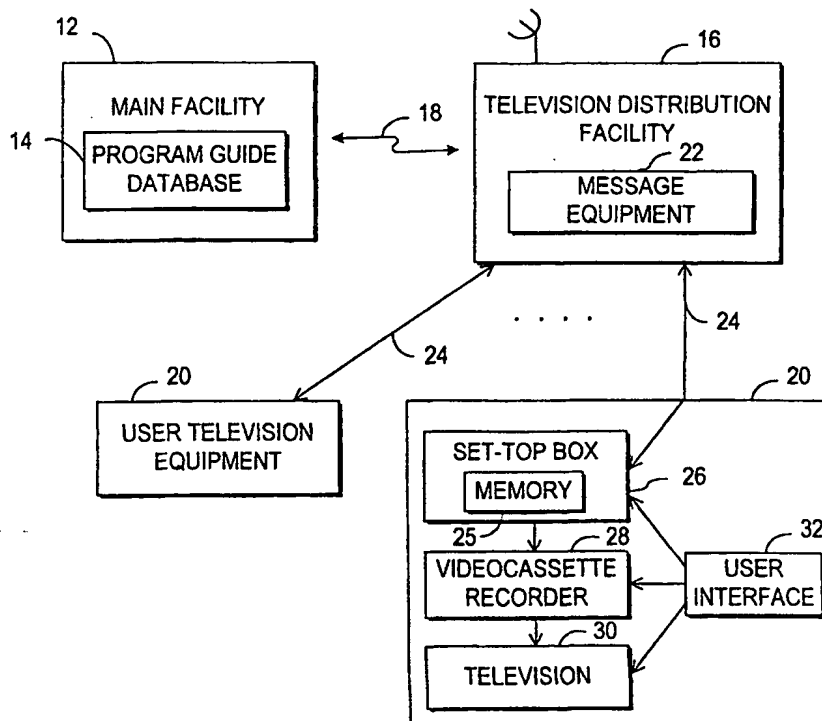 12
MAIN FACILITY
14
PROGRAM GUIDE
DATABASE
18
16
TELEVISION DISTRIBUTION
FACILITY
22
MESSAGE
EQUIPMENT
24
24
20
USER TELEVISION
EQUIPMENT
20
SET-TOP BOX
MEMORY
25
26
28
VIDEOCASSETTE
RECORDER
32
USER
INTERFACE
30
TELEVISION